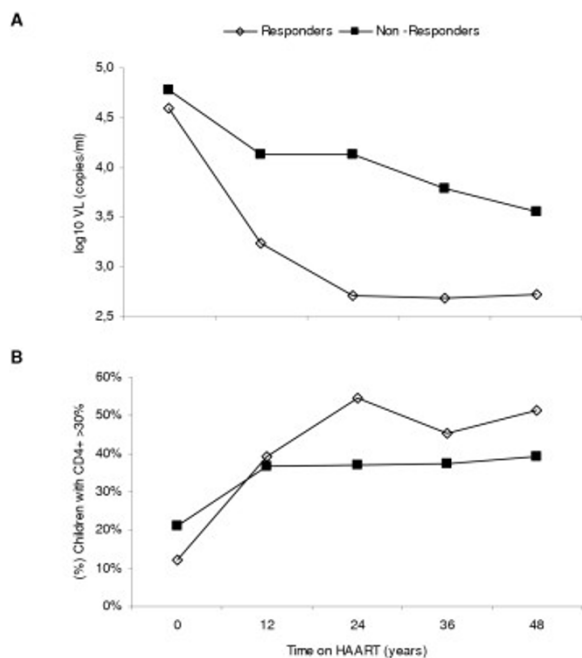 A
Responders Non -Responders
5,0
4,5
4,0
3,5
3,0
2,5
log10 VL (copies/ml)
B
60%
50%
40%
30%
20%
10%
0%
(%) Children with CD4+ >30%
0 12 24 36 48
Time on HAART (years)